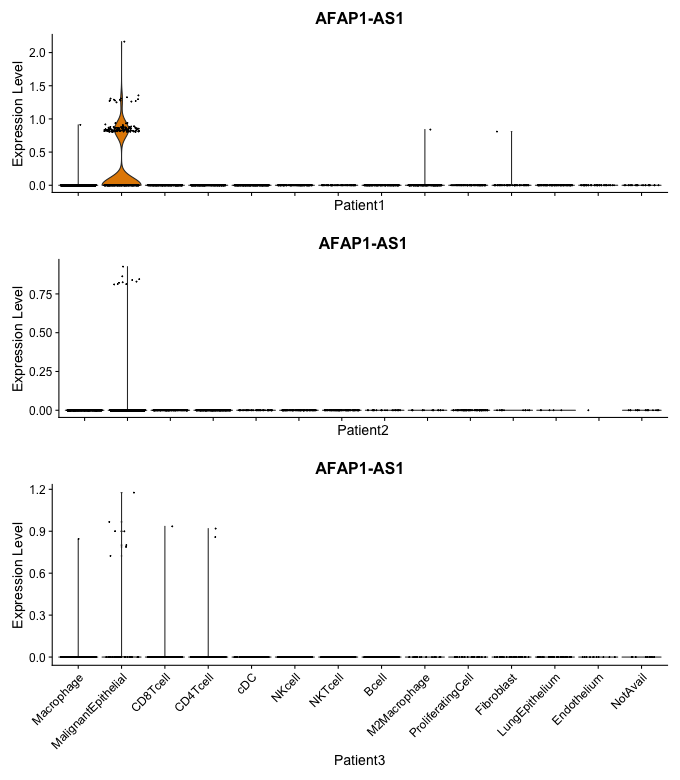 AFAP1-AS1
Expression Level
2.0
1.5
1.0
0.5
0.0
Patient1
AFAP1-AS1
Expression Level
0.75
0.50
0.25
0.00
Patient2
AFAP1-AS1
Expression Level
1.2
0.9
0.6
0.3
0.0
Macrophage
MalignantEpithelial
CD8Tcell
CD4Tcell
cDC
NKcell
NKTcell
Bcell
M2Macrophage
ProliferatingCell
Fibroblast
LungEpithelium
Endothelium
NotAvail
Patient3